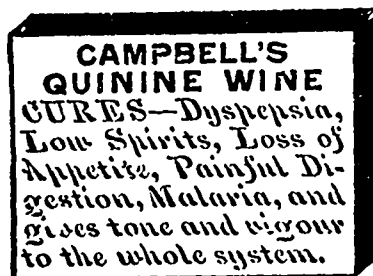 CAMPBELL'S
QUININE WINE
CURES—Dyspepsia,
Low Spirits, Loss of
Appetite, Painful Di-
gestion, Malaria, and
gives tone and vigour
to the whole system.